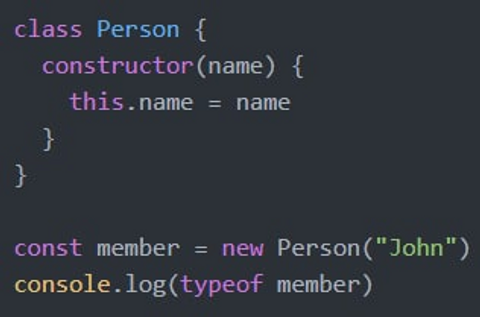 class Person {
  constructor(name) {
    this.name = name
  }
}

const member = new Person("John")
console.log(typeof member)